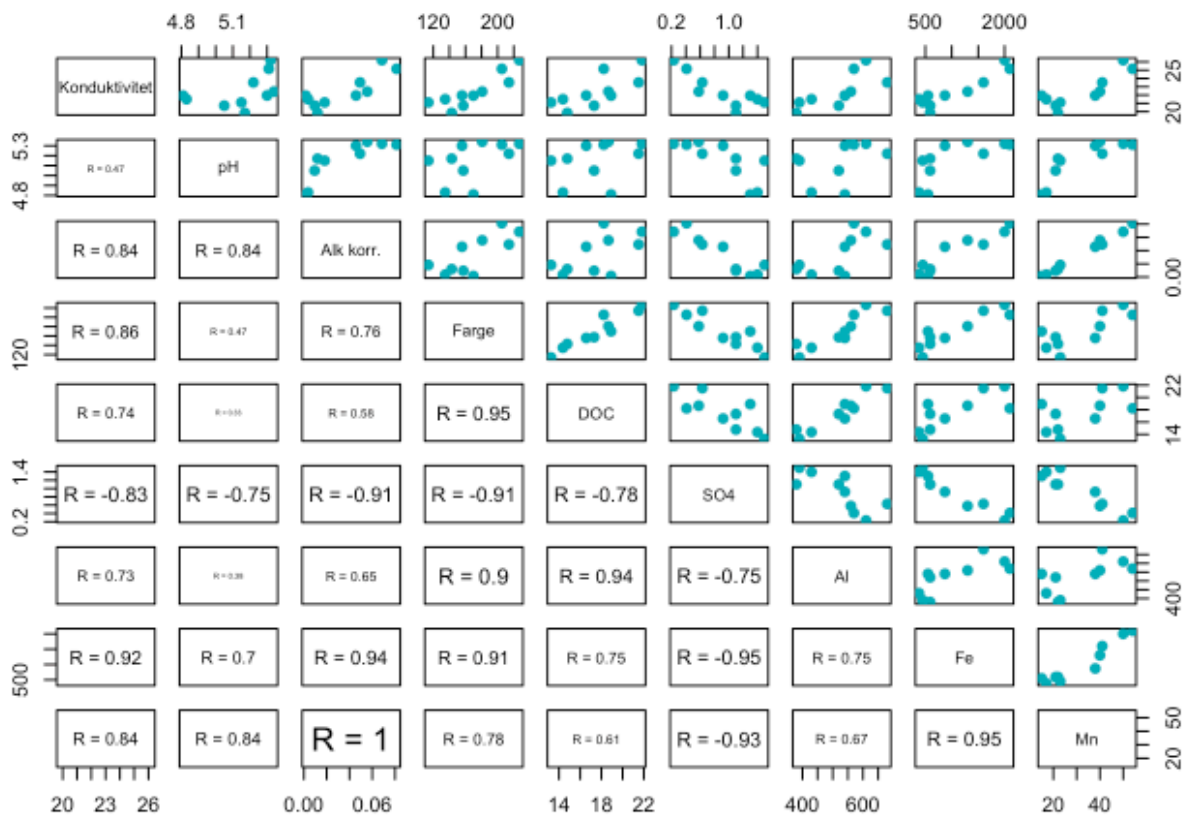 4.8 5.1 120 200 0.2 1.0 500 2000
Konduktivitet 25
20
5.3
R = 0.47 pH
4.8
R = 0.84 R = 0.84 Alk korr. 0.00
R = 0.86 R = 0.47 R = 0.76 Farge
120
R = 0.74 R = 0.58 R = 0.95 DOC 22
14
1.4
R = -0.83 R = -0.75 R = -0.91 R = -0.91 R = -0.78 SO4
0.2
R = 0.73 R = 0.65 R = 0.9 R = 0.94 R = -0.75 Al 400
R = 0.92 R = 0.7 R = 0.94 R = 0.91 R = 0.75 R = -0.95 R = 0.75 Fe
500
R = 0.84 R = 0.84 R = 1 R = 0.78 R = 0.61 R = -0.93 R = 0.67 R = 0.95 Mn 50
20
20 23 26 0.00 0.06 14 18 22 400 600 20 40